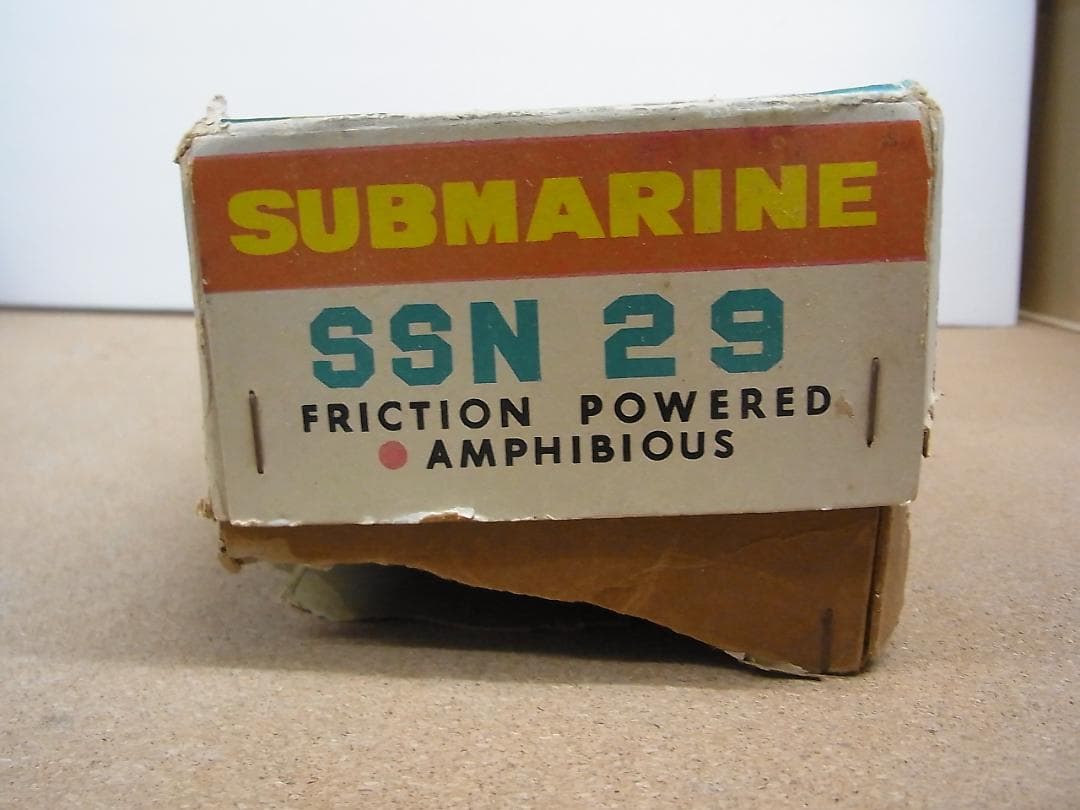 SUBMARINE
SSN 29
FRICTION POWERED
AMPHIBIOUS